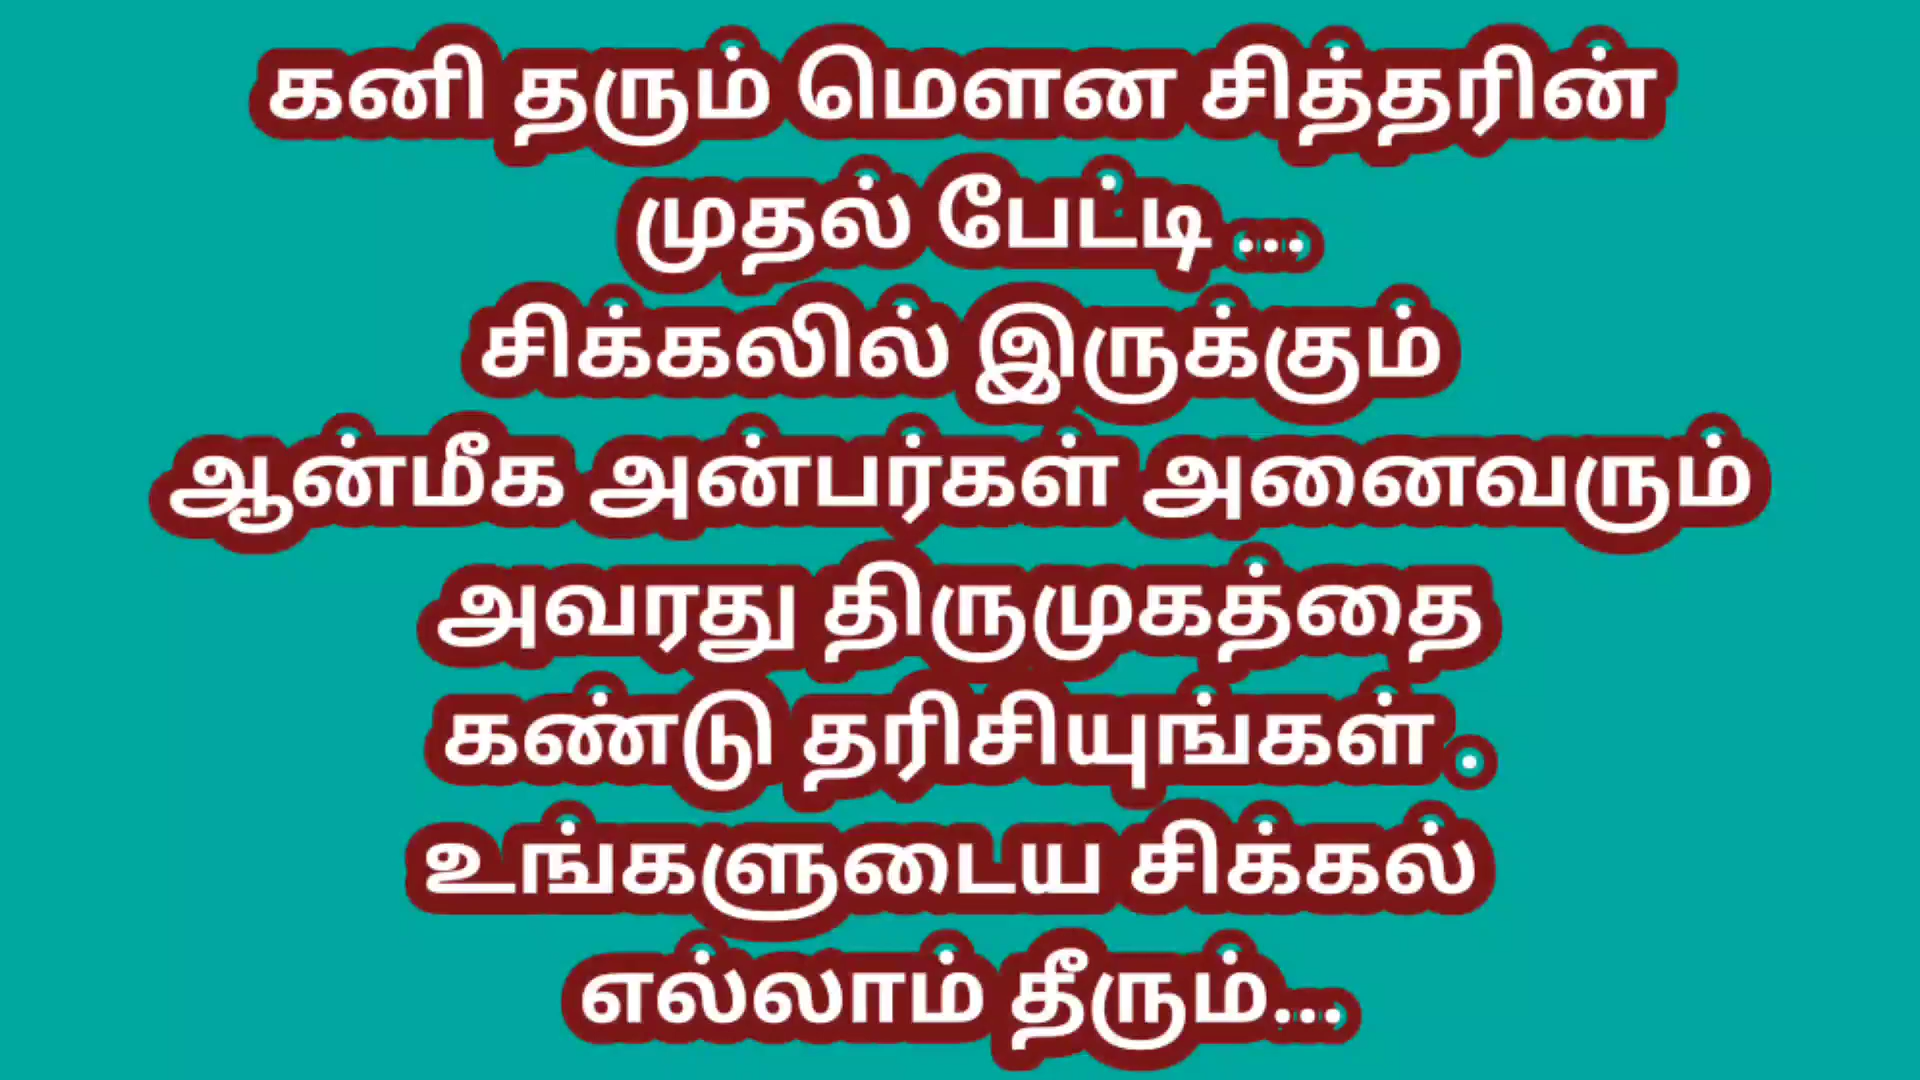 கனி தரும் மௌன சித்தரின்
முதல் பேட்டி ...
சிக்கலில் இருக்கும்
ஆன்மீக அன்பர்கள் அனைவரும்
அவரது திருமுகத்தை
கண்டு தரிசியுங்கள் .
உங்களுடைய சிக்கல்
எல்லாம் தீரும்...